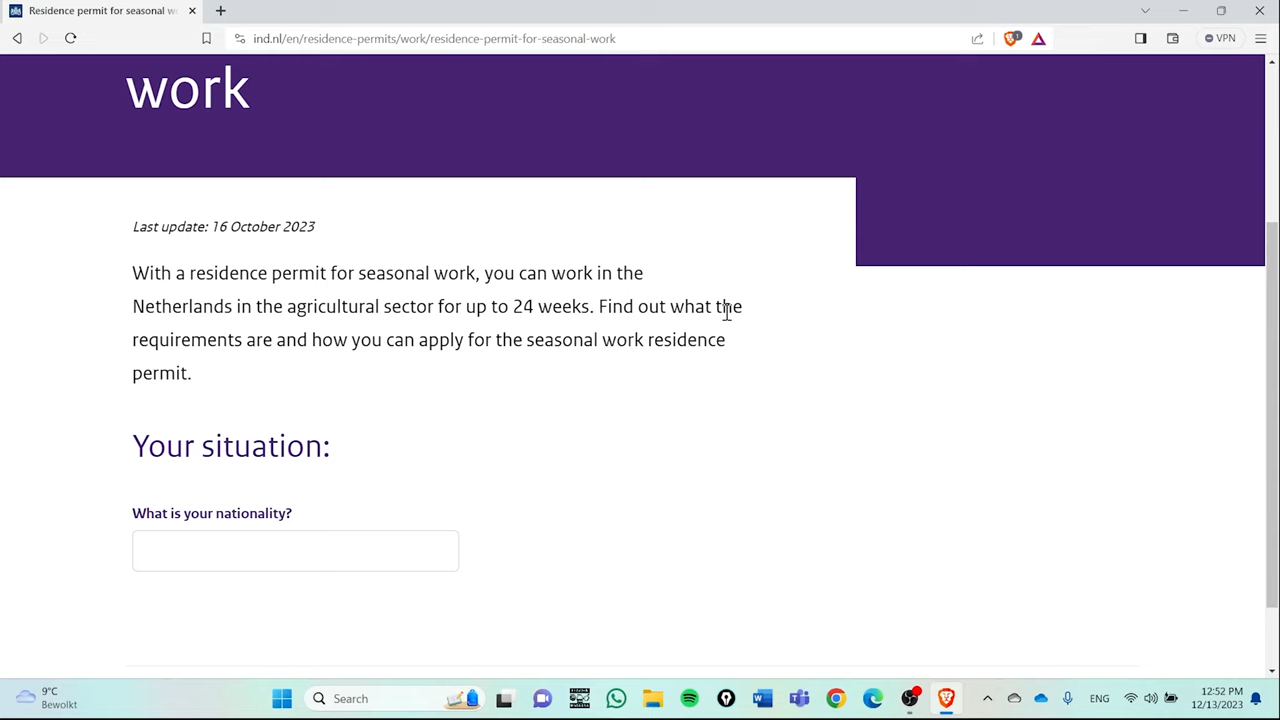 Residence permit for seasonal w
ind.nl/en/residence-permits/work/residence-permit-for-seasonal-work
1
VPN
work
Last update: 16 October 2023
With a residence permit for seasonal work, you can work in the
Netherlands in the agricultural sector for up to 24 weeks. Find out what the
requirements are and how you can apply for the seasonal work residence
permit.
Your situation:
What is your nationality?
9°C
Bewolkt
Search
ENG
12:52 PM
12/13/2023